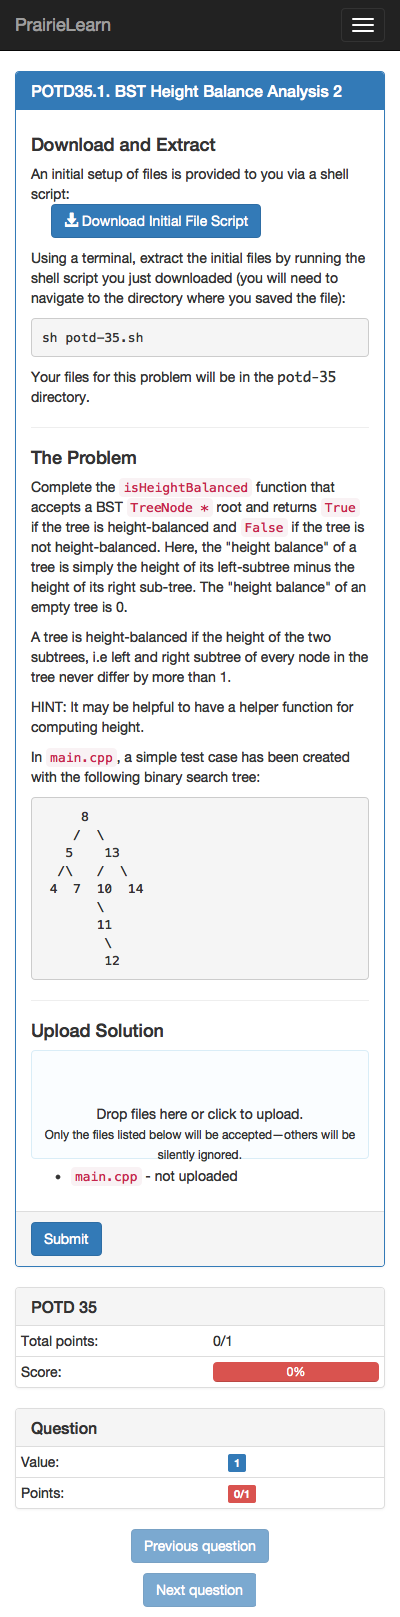 PrairieLearn
POTD35.1. BST Height Balance Analysis 2
Download and Extract
An initial setup of files is provided to you via a shell
script:
Download Initial File Script
Using a terminal, extract the initial files by running the
shell script you just downloaded (you will need to
navigate to the directory where you saved the file):
sh potd-35.sh
Your files for this problem will be in the potd-35
directory.
The Problem
Complete the isHeightBalanced function that
accepts a BST TreeNode * root and returns True
if the tree is height-balanced and False if the tree is
not height-balanced. Here, the "height balance" of a
tree is simply the height of its left-subtree minus the
height of its right sub-tree. The "height balance" of an
empty tree is 0.
A tree is height-balanced if the height of the two
subtrees, i.e left and right subtree of every node in the
tree never differ by more than 1.
HINT: It may be helpful to have a helper function for
computing height.
In main.cpp, a simple test case has been created
with the following binary search tree:
8
/ \
5 13
/\ / \
4 7 10 14
\
11
\
12
Upload Solution
Drop files here or click to upload.
Only the files listed below will be accepted—others will be
silently ignored.
• main.cpp - not uploaded
Submit
POTD 35
Total points: 0/1
Score: 0%
Question
Value: 1
Points: 0/1
Previous question
Next question